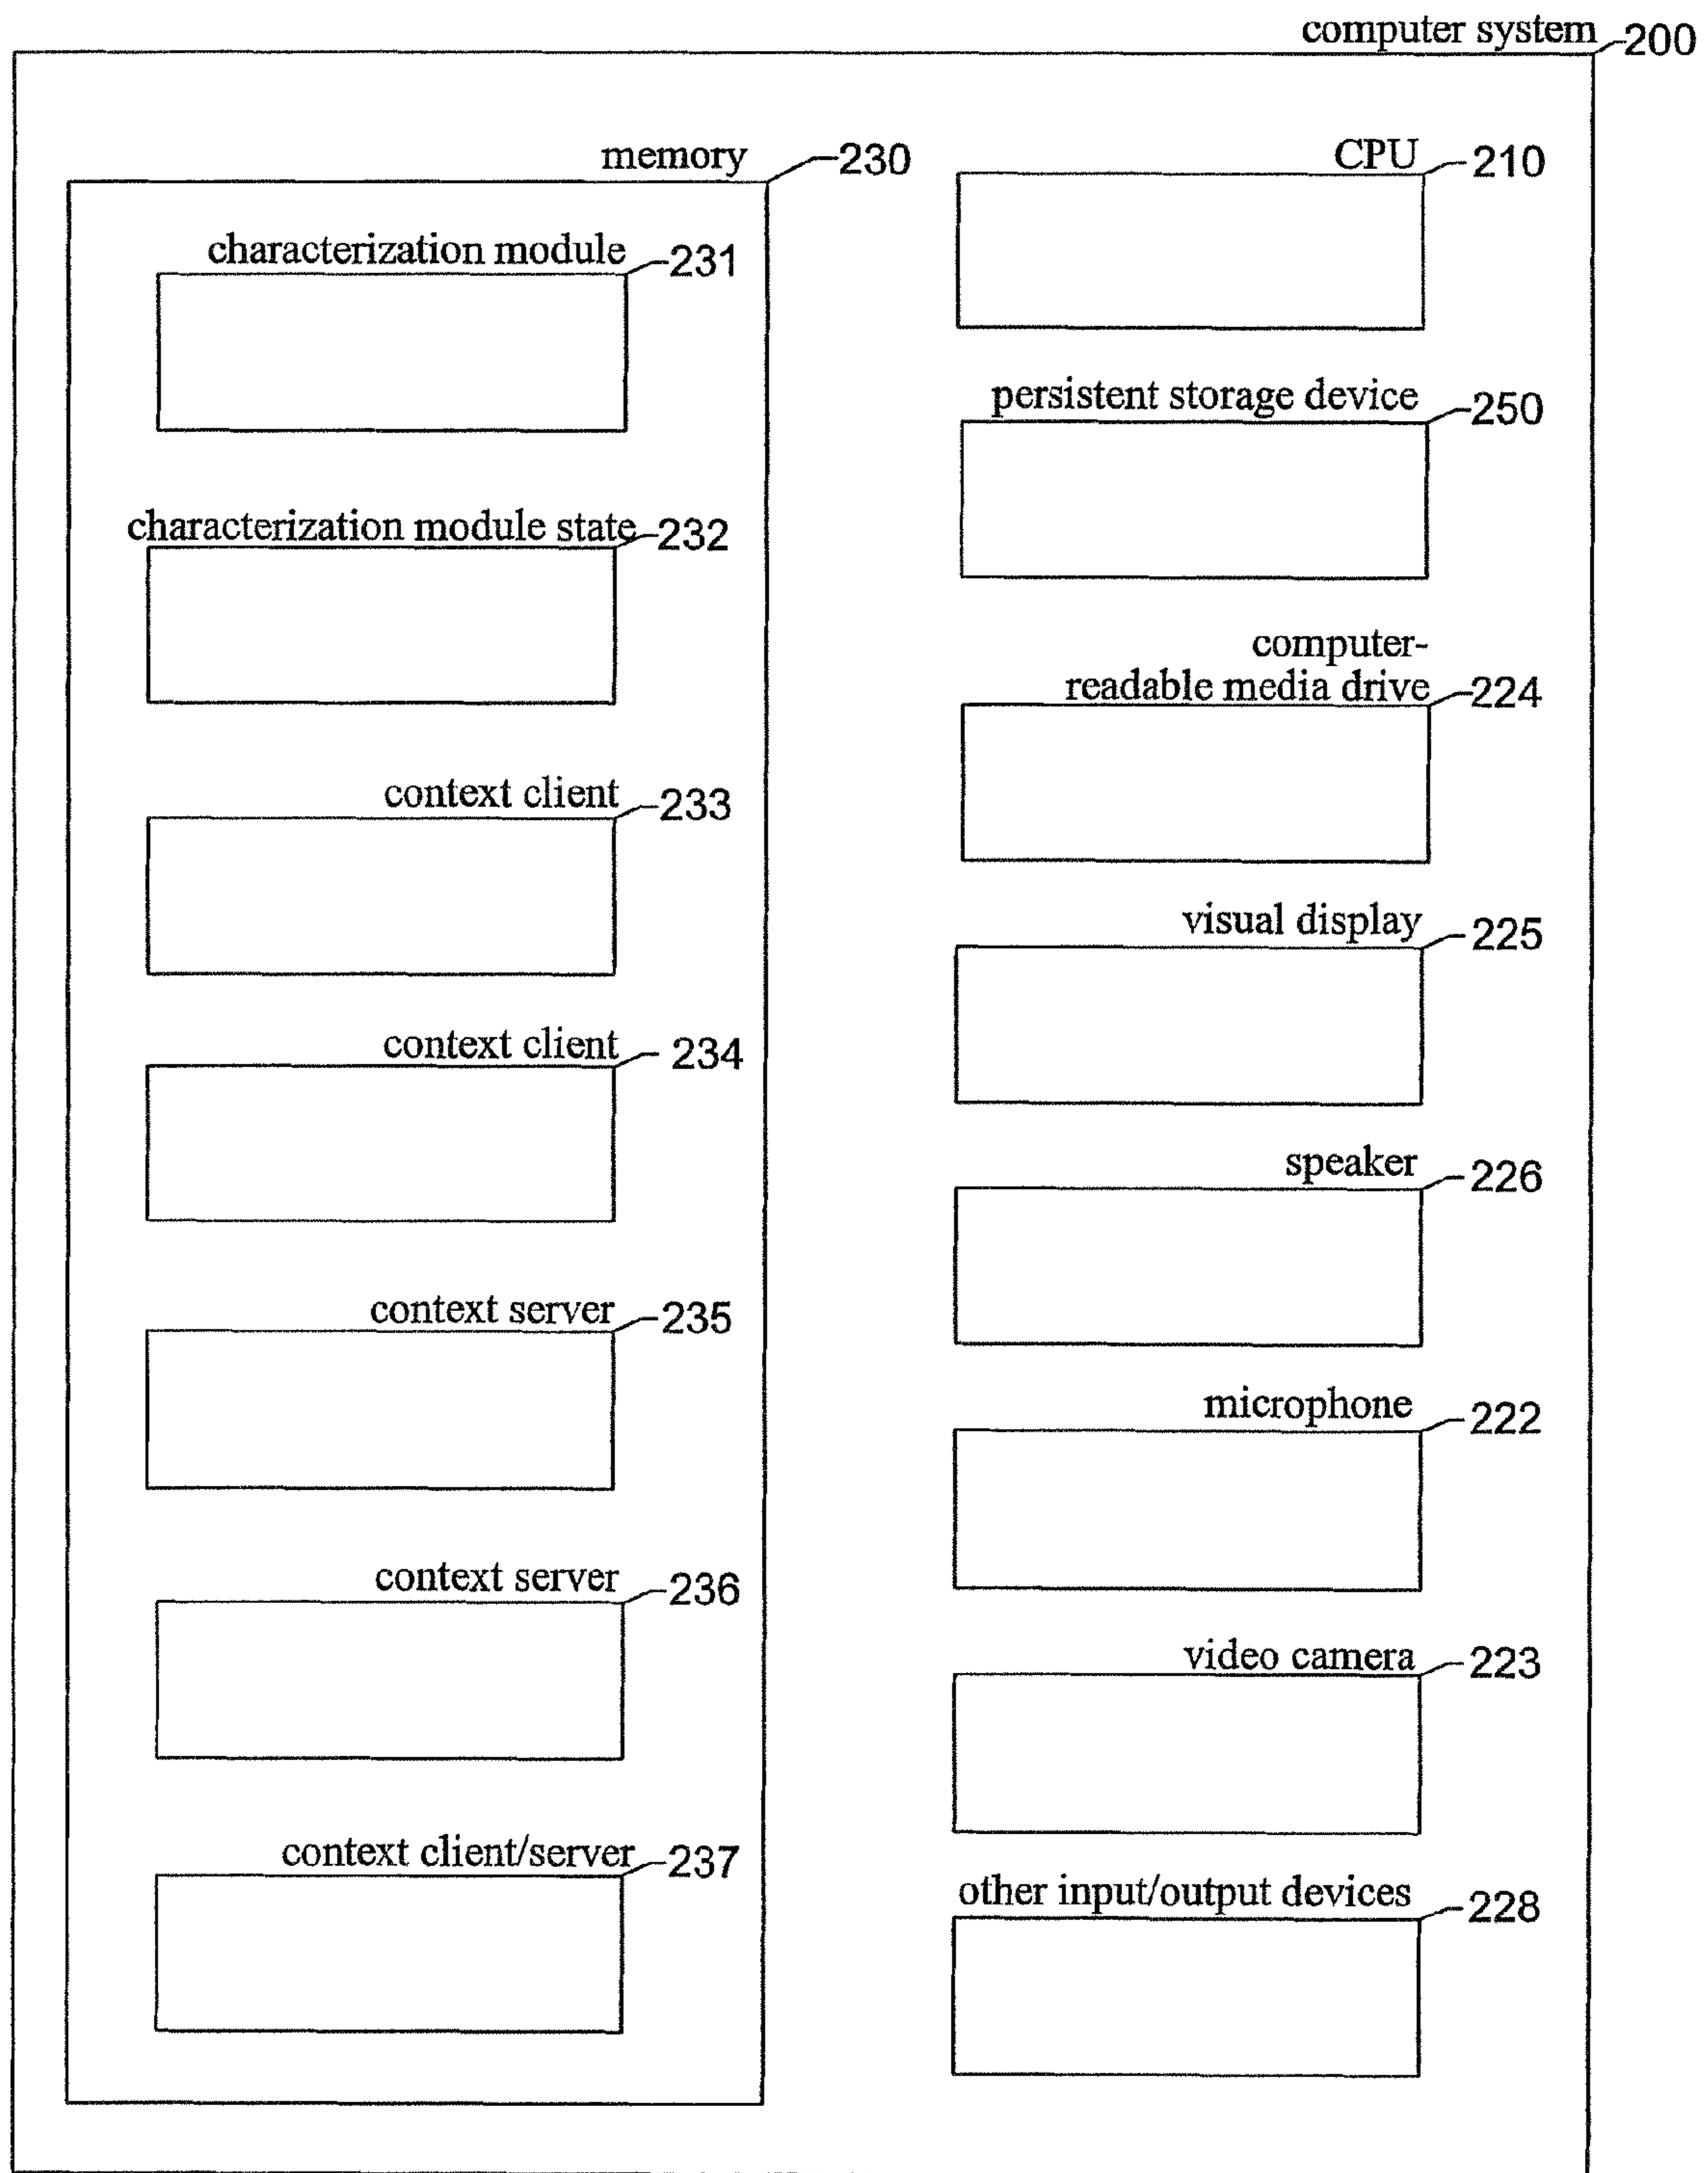 computer system 200
memory 230
characterization module 231
characterization module state 232
context client 233
context client 234
context server 235
context server 236
context client/server 237
CPU 210
persistent storage device 250
computer-
readable media drive 224
visual display 225
speaker 226
microphone 222
video camera 223
other input/output devices 228